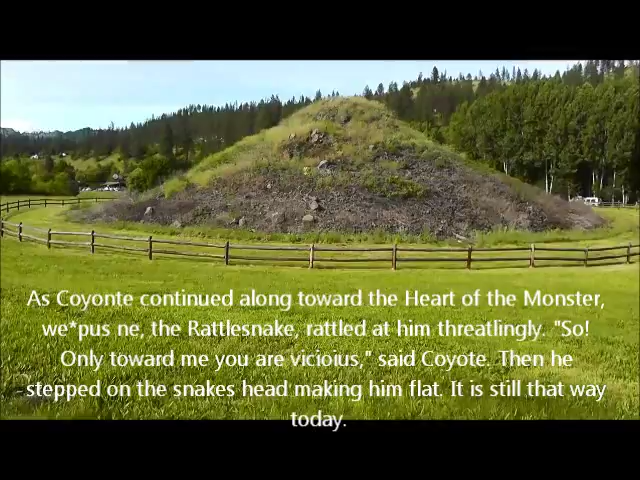 As Coyonte continued along toward the Heart of the Monster,
we*pus ne, the Rattlesnake, rattled at him threatlingly. "So!
Only toward me you are vicioius," said Coyote. Then he
stepped on the snakes head making him flat. It is still that way
today.